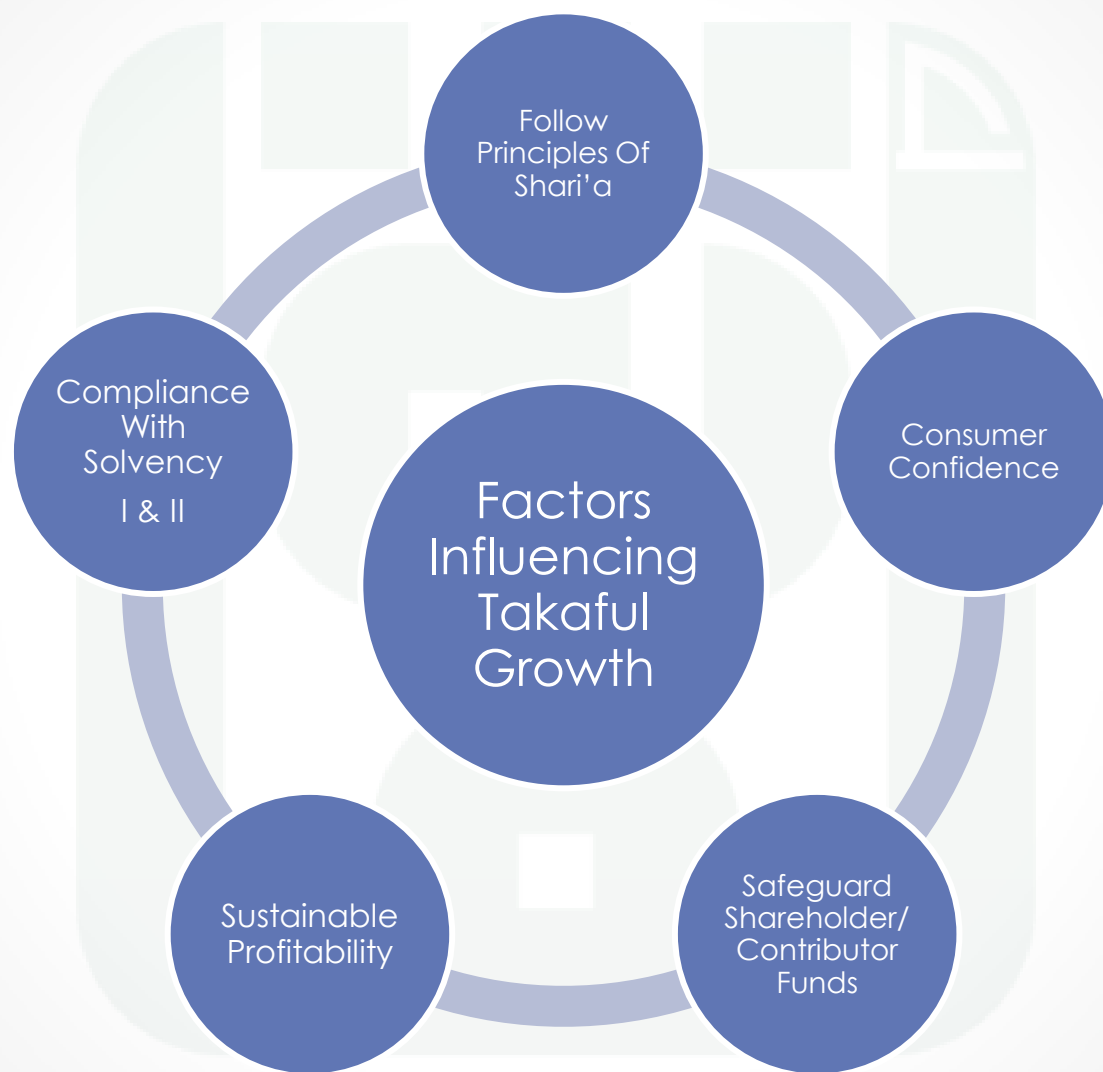 Follow
Principles Of
Shari’a
Compliance
With
Solvency
I & II
Consumer
Confidence
Factors
Influencing
Takaful
Growth
Sustainable
Profitability
Safeguard
Shareholder/
Contributor
Funds